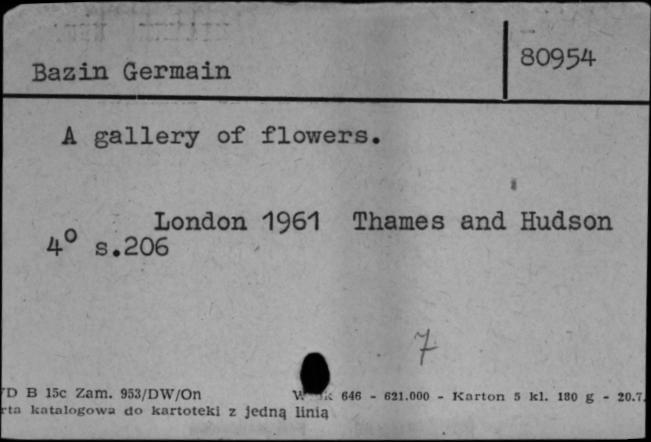 80954
Bazin Germain
A gallery of flowers.
London 1961 Thames and Hudson
4° s.206
7
D B 15c Zam. 953/DW/On 646 - 621.000 - Karton 5 kl. 180 g - 20.7.
rta katalogowa do kartoteki z jedną linią